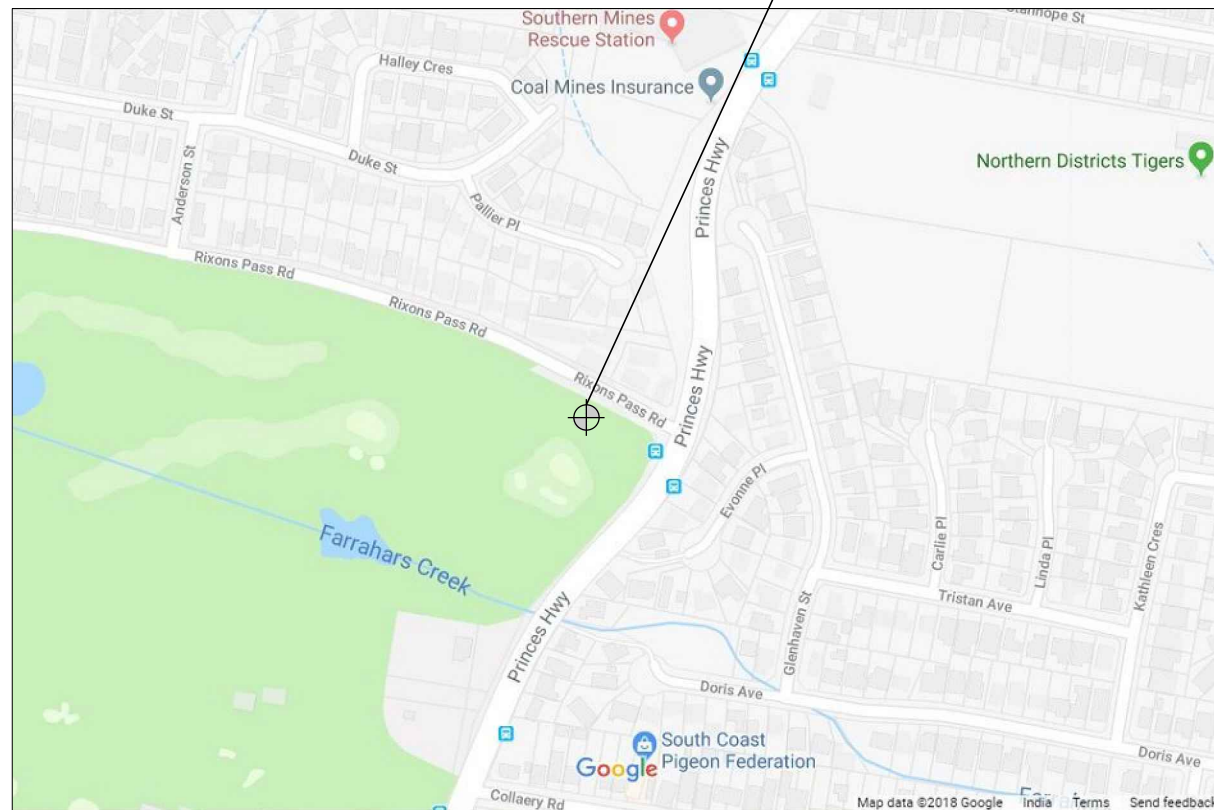 Southern Mines
Rescue Station
Stanhope St
Halley Cres
Coal Mines Insurance
Duke St
Princes Hwy
Anderson St
Duke St
Northern Districts Tigers
Pallier Pl
Rixons Pass Rd
Rixons Pass Rd
Princes Hwy
Rixons Pass Rd
Evonne Pl
Farrahars Creek
Carlie Pl
Linda Pl
Kathleen Cres
Tristan Ave
Princes Hwy
Glenhaven St
Doris Ave
South Coast
Pigeon Federation
Google
Doris Ave
Collaery Rd
Map data ©2018 Google India Terms Send feedback